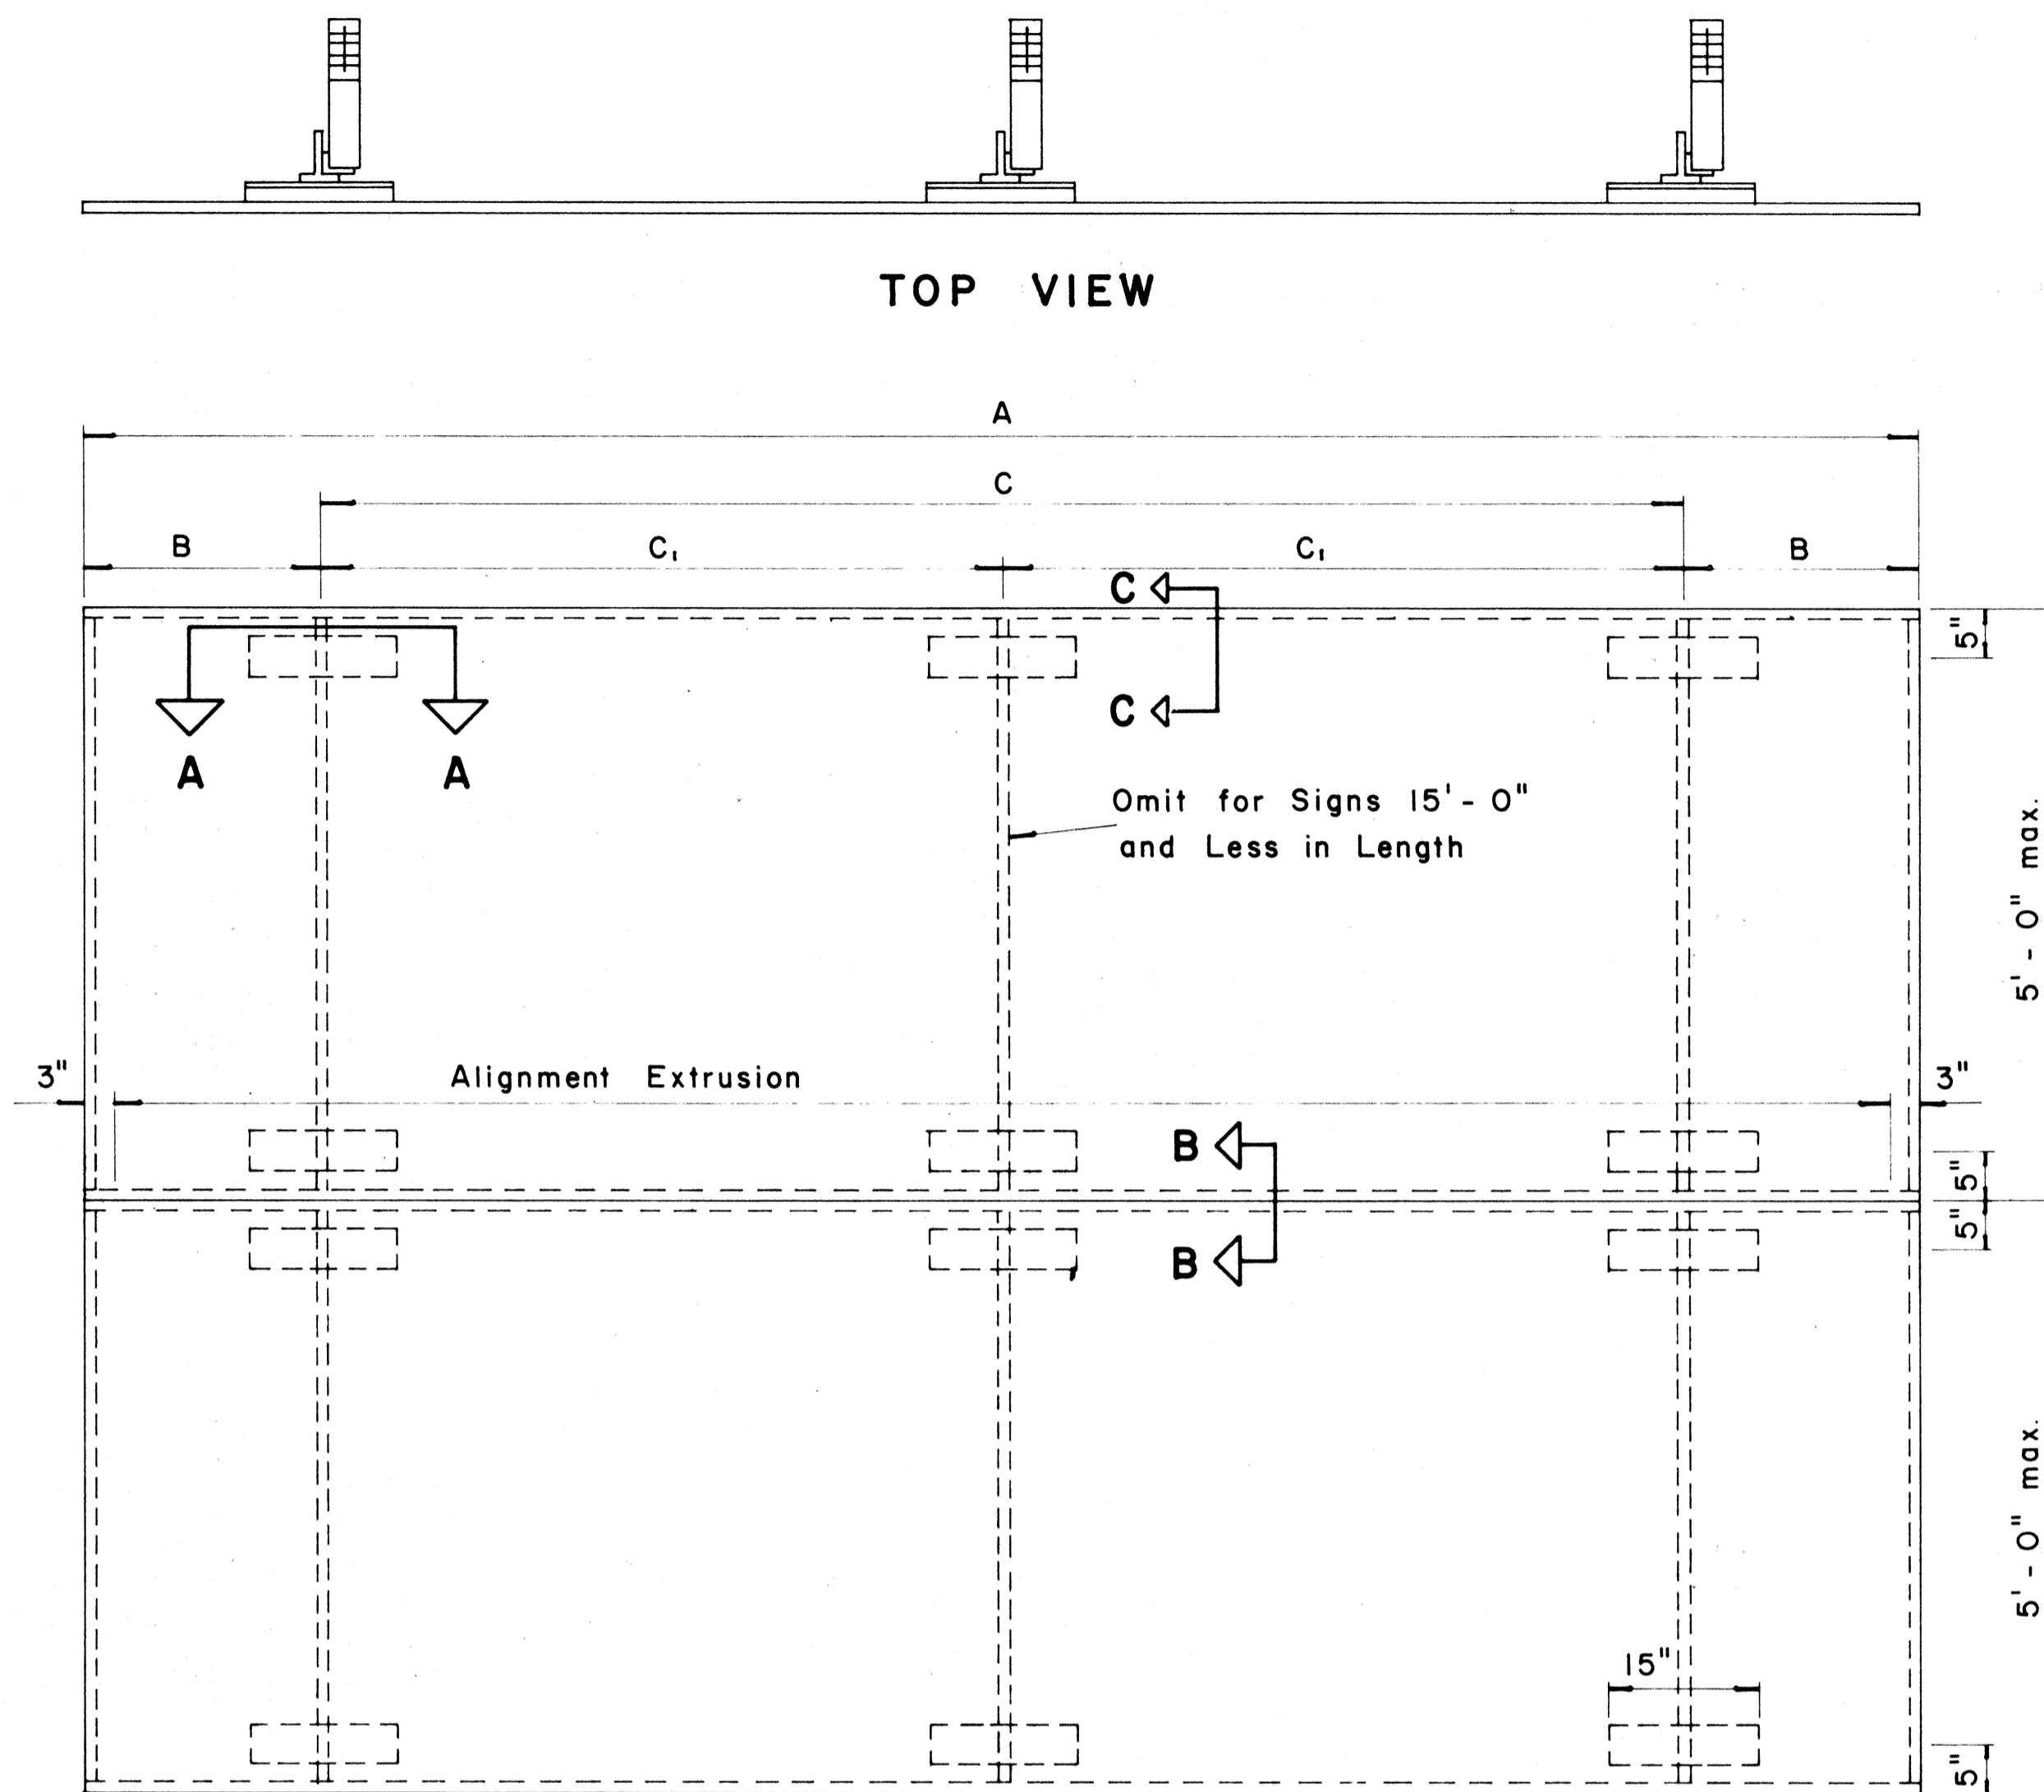 TOP VIEW
A
C
B C₁ C₁ B
C
5"
C
A A
Omit for Signs 15'-0"
and Less in Length
5'-0" max.
3" Alignment Extrusion 3"
B
5"
5"
B
5'-0" max.
15"
5"